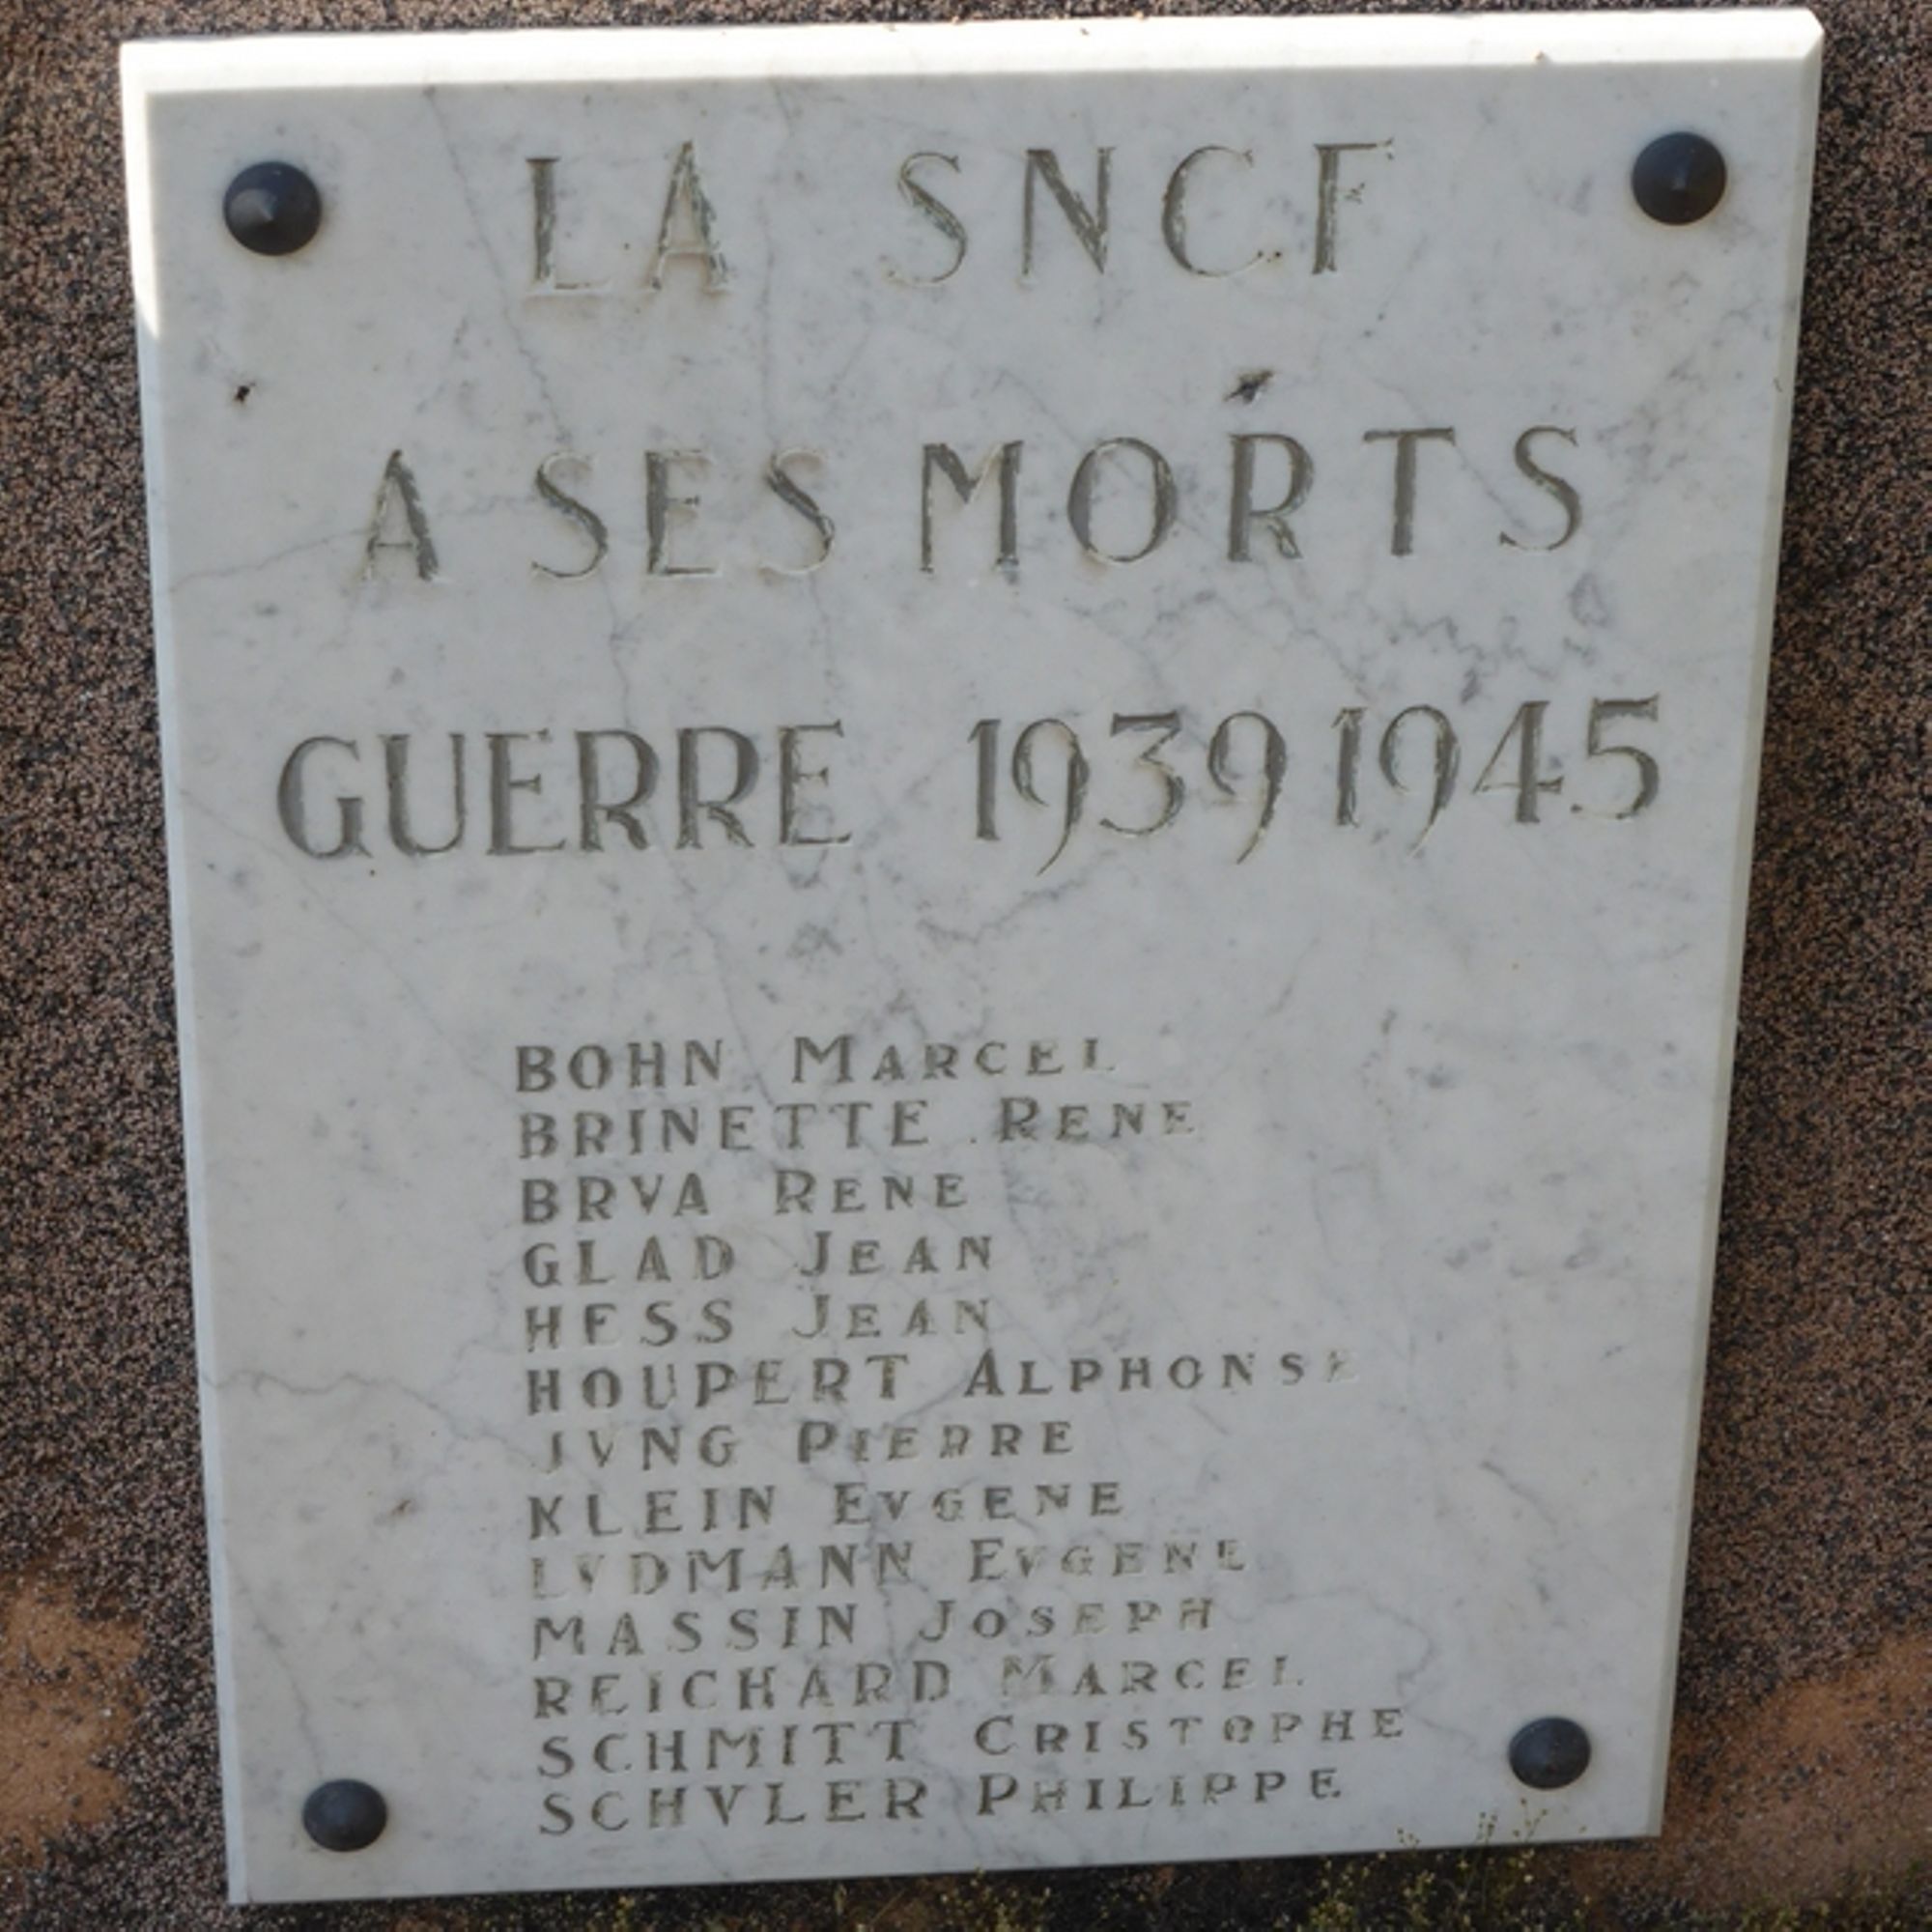 LA SNCF
A SES MORTS
GUERRE 1939 1945
BOHN MARCEL
BRINETTE RENE
BRVA RENE
GLAD JEAN
HESS JEAN
HOUPERT ALPHONSE
JVNG PIERRE
KLEIN EVGENE
LVDMANN EVGENE
MASSIN JOSEPH
REICHARD MARCEL
SCHMITT CRISTOPHE
SCHVLER PHILIPPE